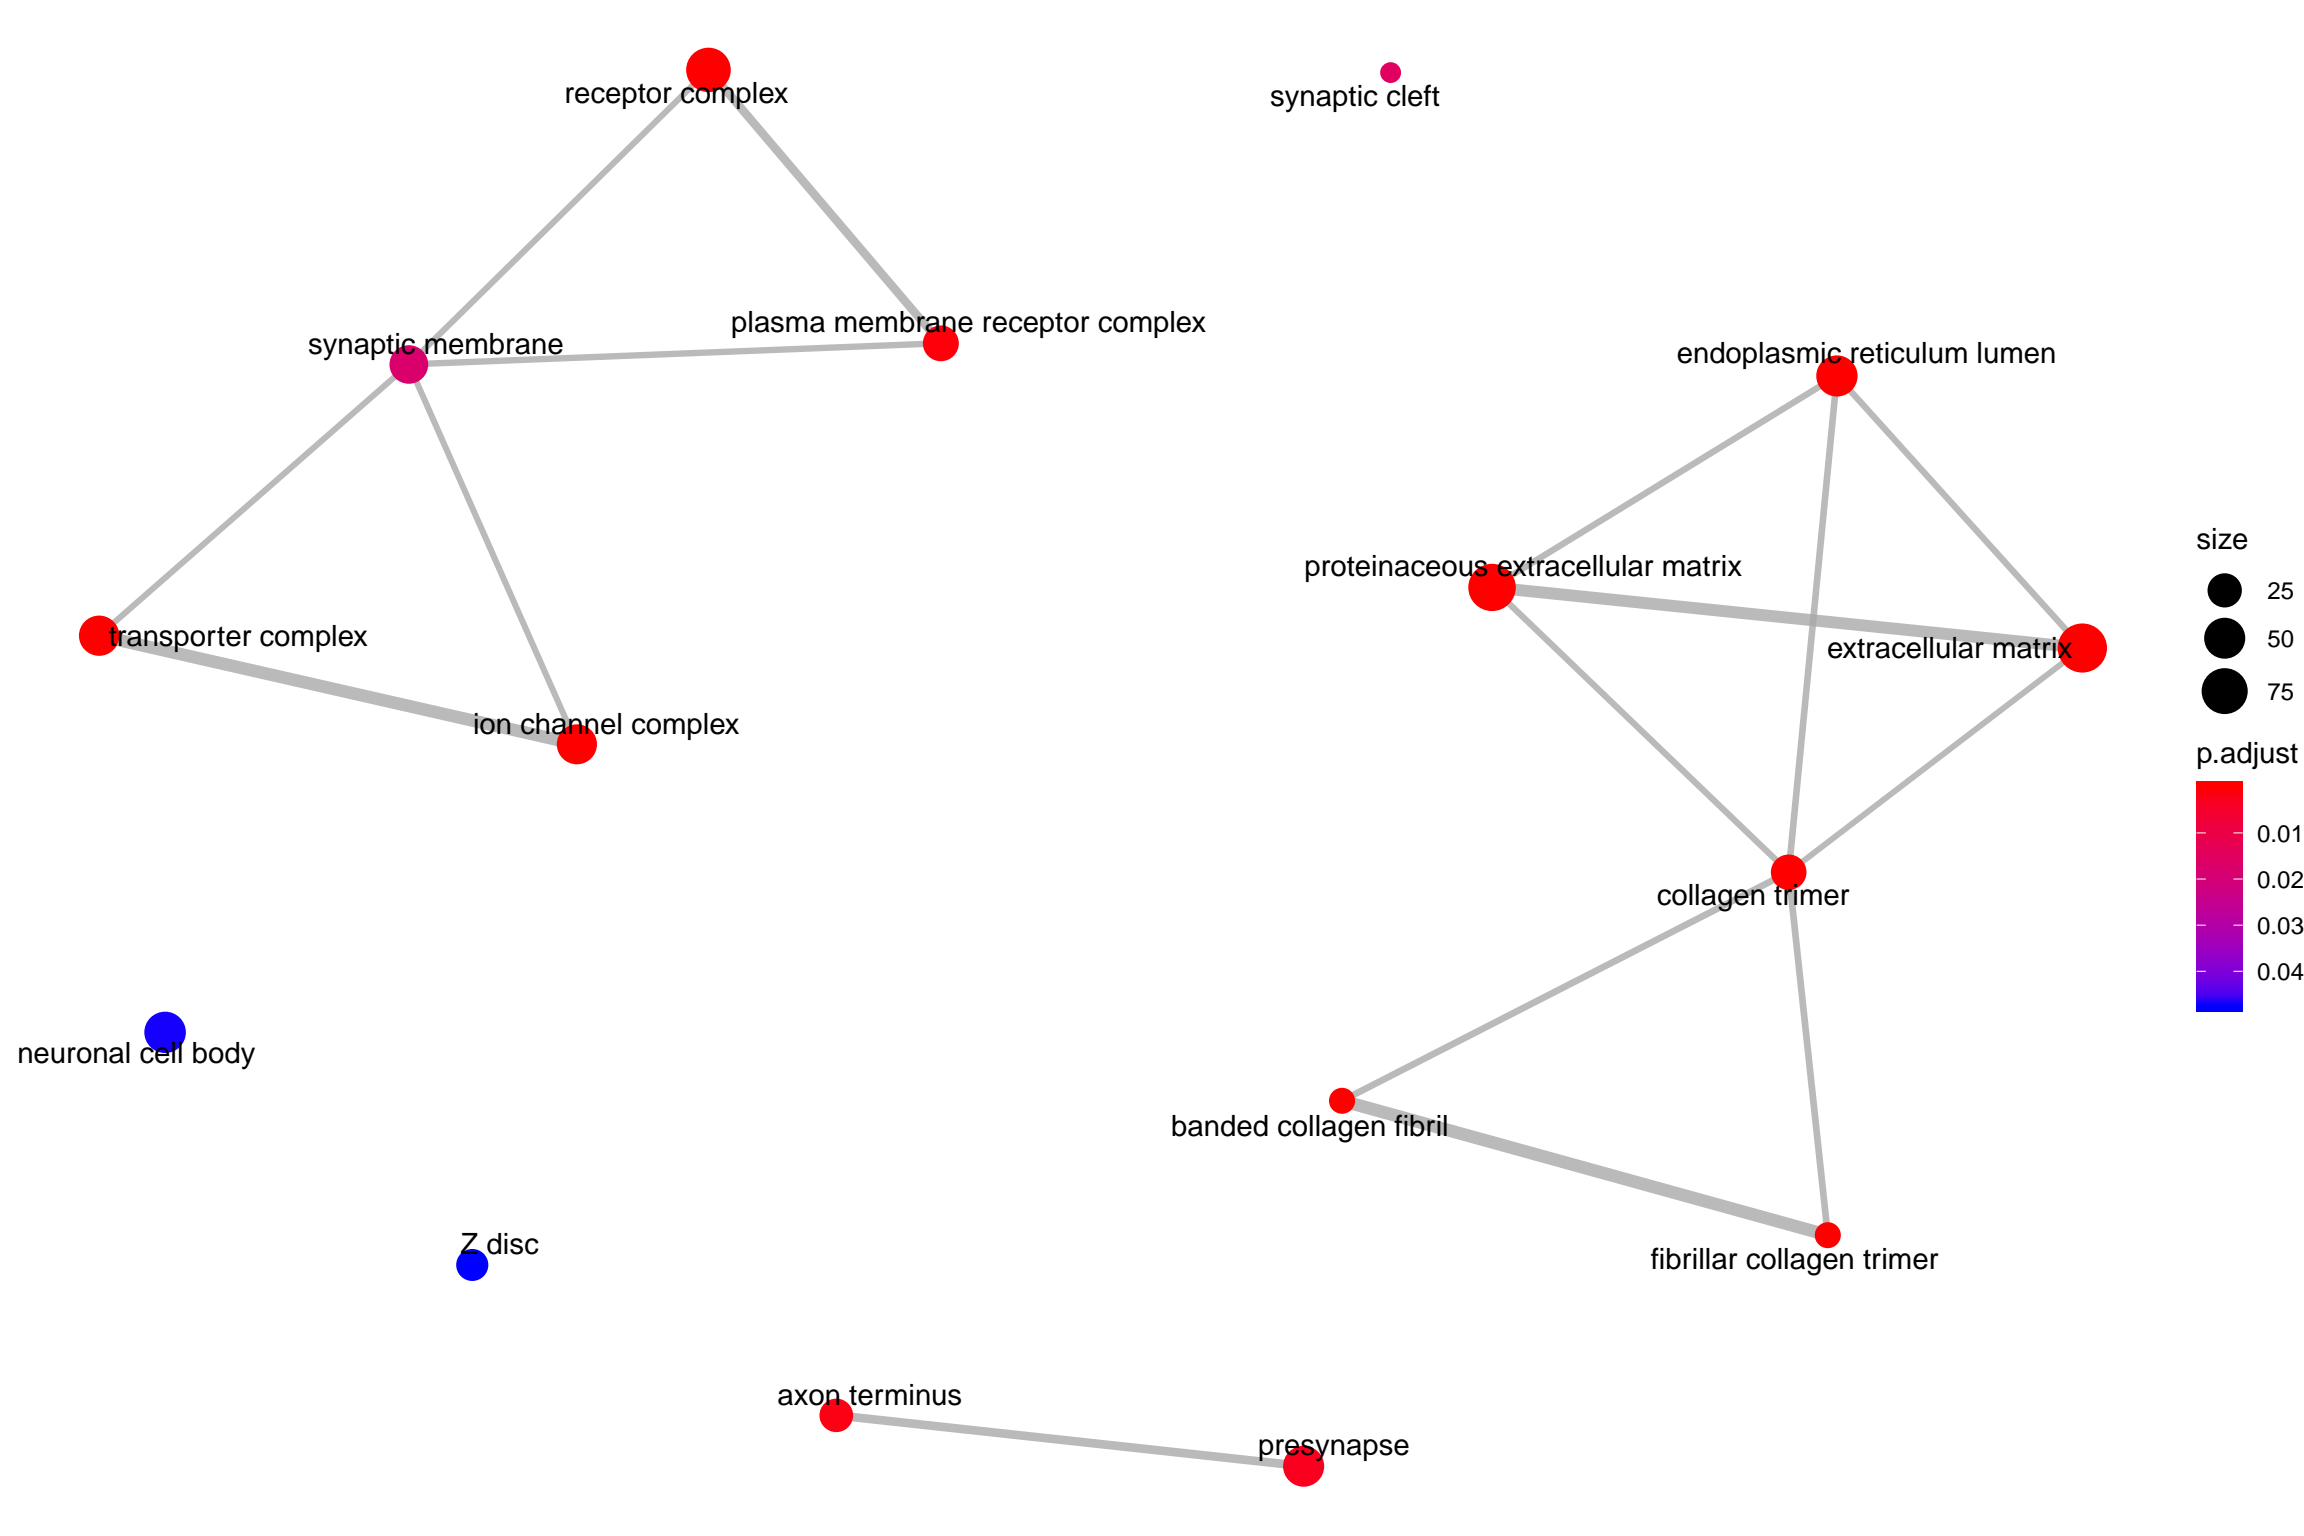 receptor complex
synaptic cleft
plasma membrane receptor complex
synaptic membrane
endoplasmic reticulum lumen
proteinaceous extracellular matrix
extracellular matrix
transporter complex
ion channel complex
collagen trimer
neuronal cell body
banded collagen fibril
Z disc
fibrillar collagen trimer
axon terminus
presynapse
size
25
50
75
p.adjust
0.01
0.02
0.03
0.04